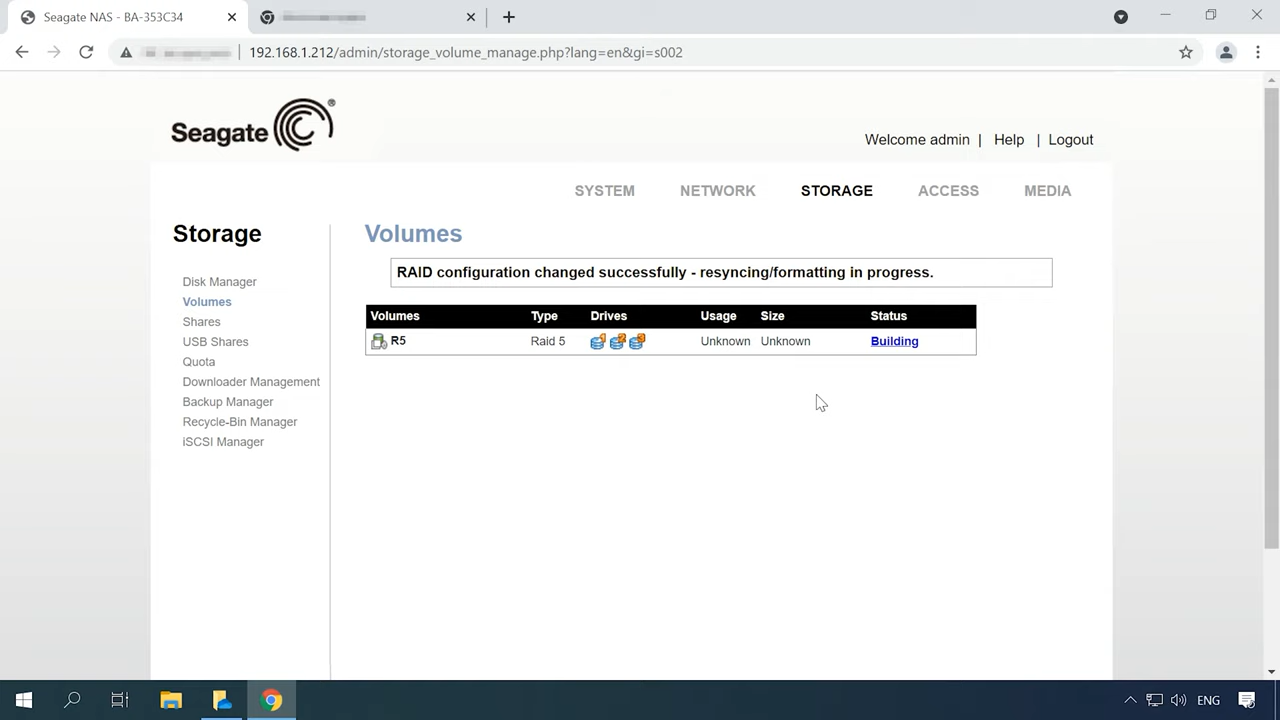 Seagate NAS - BA-353C34
192.168.1.212/admin/storage_volume_manage.php?lang=en&gi=s002
Seagate
Welcome admin | Help | Logout
SYSTEM NETWORK STORAGE ACCESS MEDIA
Storage
Disk Manager
Volumes
Shares
USB Shares
Quota
Downloader Management
Backup Manager
Recycle-Bin Manager
iSCSI Manager
Volumes
RAID configuration changed successfully - resyncing/formatting in progress.
Volumes Type Drives Usage Size Status
R5 Raid 5 Unknown Unknown Building
ENG